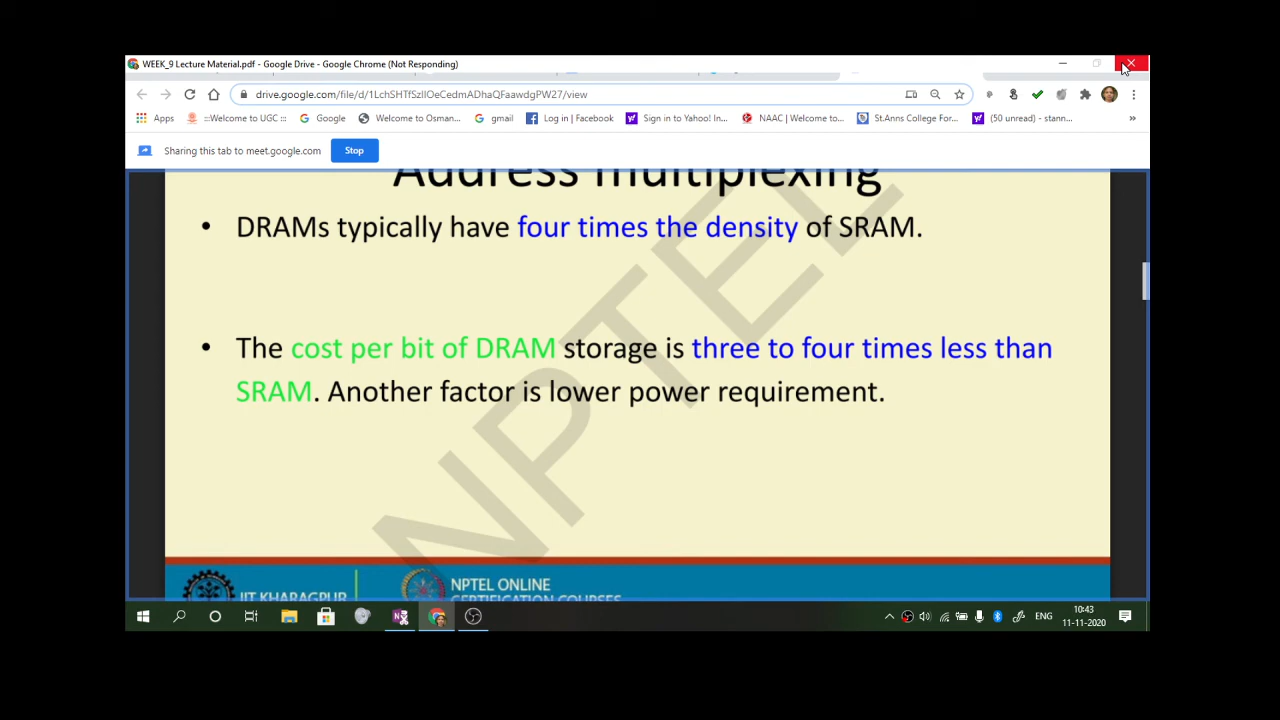 WEEK_9 Lecture Material.pdf - Google Drive - Google Chrome (Not Responding)
drive.google.com/file/d/1LchSHTfSzIlOeCedmADhaQFaawdgPW27/view
Apps :::Welcome to UGC ::: Google Welcome to Osman... gmail Log in | Facebook Sign in to Yahoo! In... NAAC | Welcome to... St.Anns College For... (50 unread) - stann... »
Sharing this tab to meet.google.com Stop
Address multiplexing
• DRAMs typically have four times the density of SRAM.
• The cost per bit of DRAM storage is three to four times less than
SRAM. Another factor is lower power requirement.
NPTEL
IIT KHARAGPUR
NPTEL ONLINE
CERTIFICATION COURSES
ENG
10:43
11-11-2020